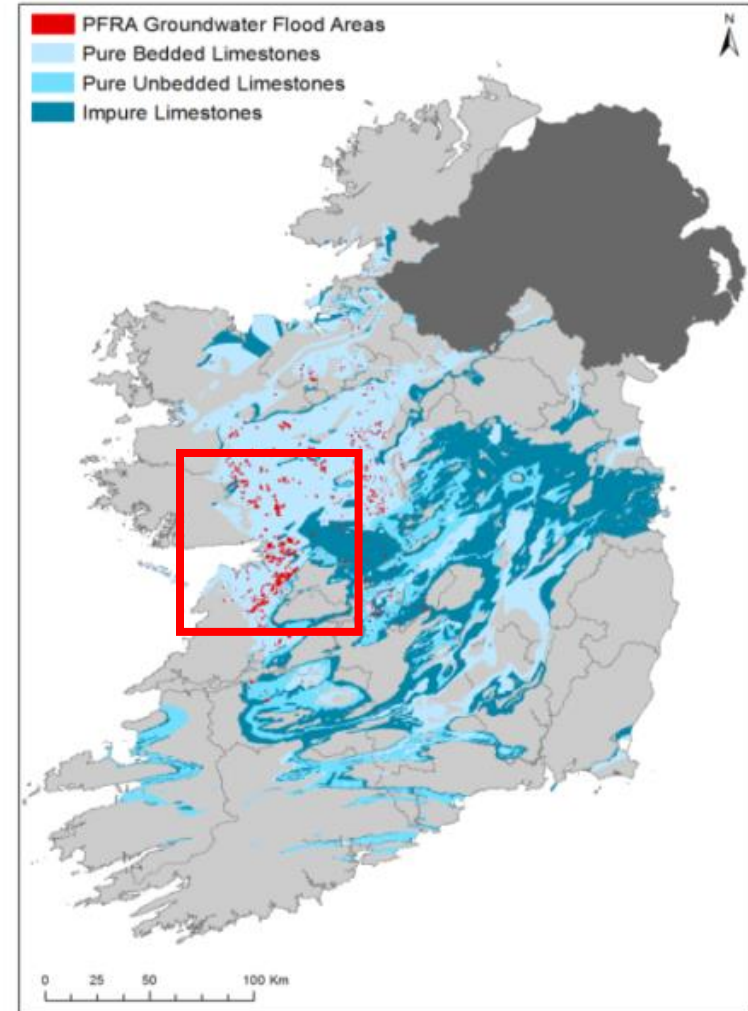 PFRA Groundwater Flood Areas
Pure Bedded Limestones
Pure Unbedded Limestones
Impure Limestones
N
0 25 50 100 Km